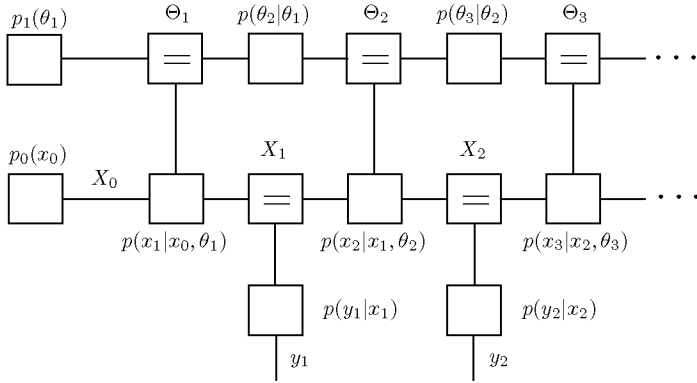 p₁(θ₁) Θ₁ p(θ₂|θ₁) Θ₂ p(θ₃|θ₂) Θ₃
= = = · · ·
p₀(x₀) X₀ X₁ X₂
= = · · ·
p(x₁|x₀, θ₁) p(x₂|x₁, θ₂) p(x₃|x₂, θ₃)
p(y₁|x₁) p(y₂|x₂)
y₁ y₂